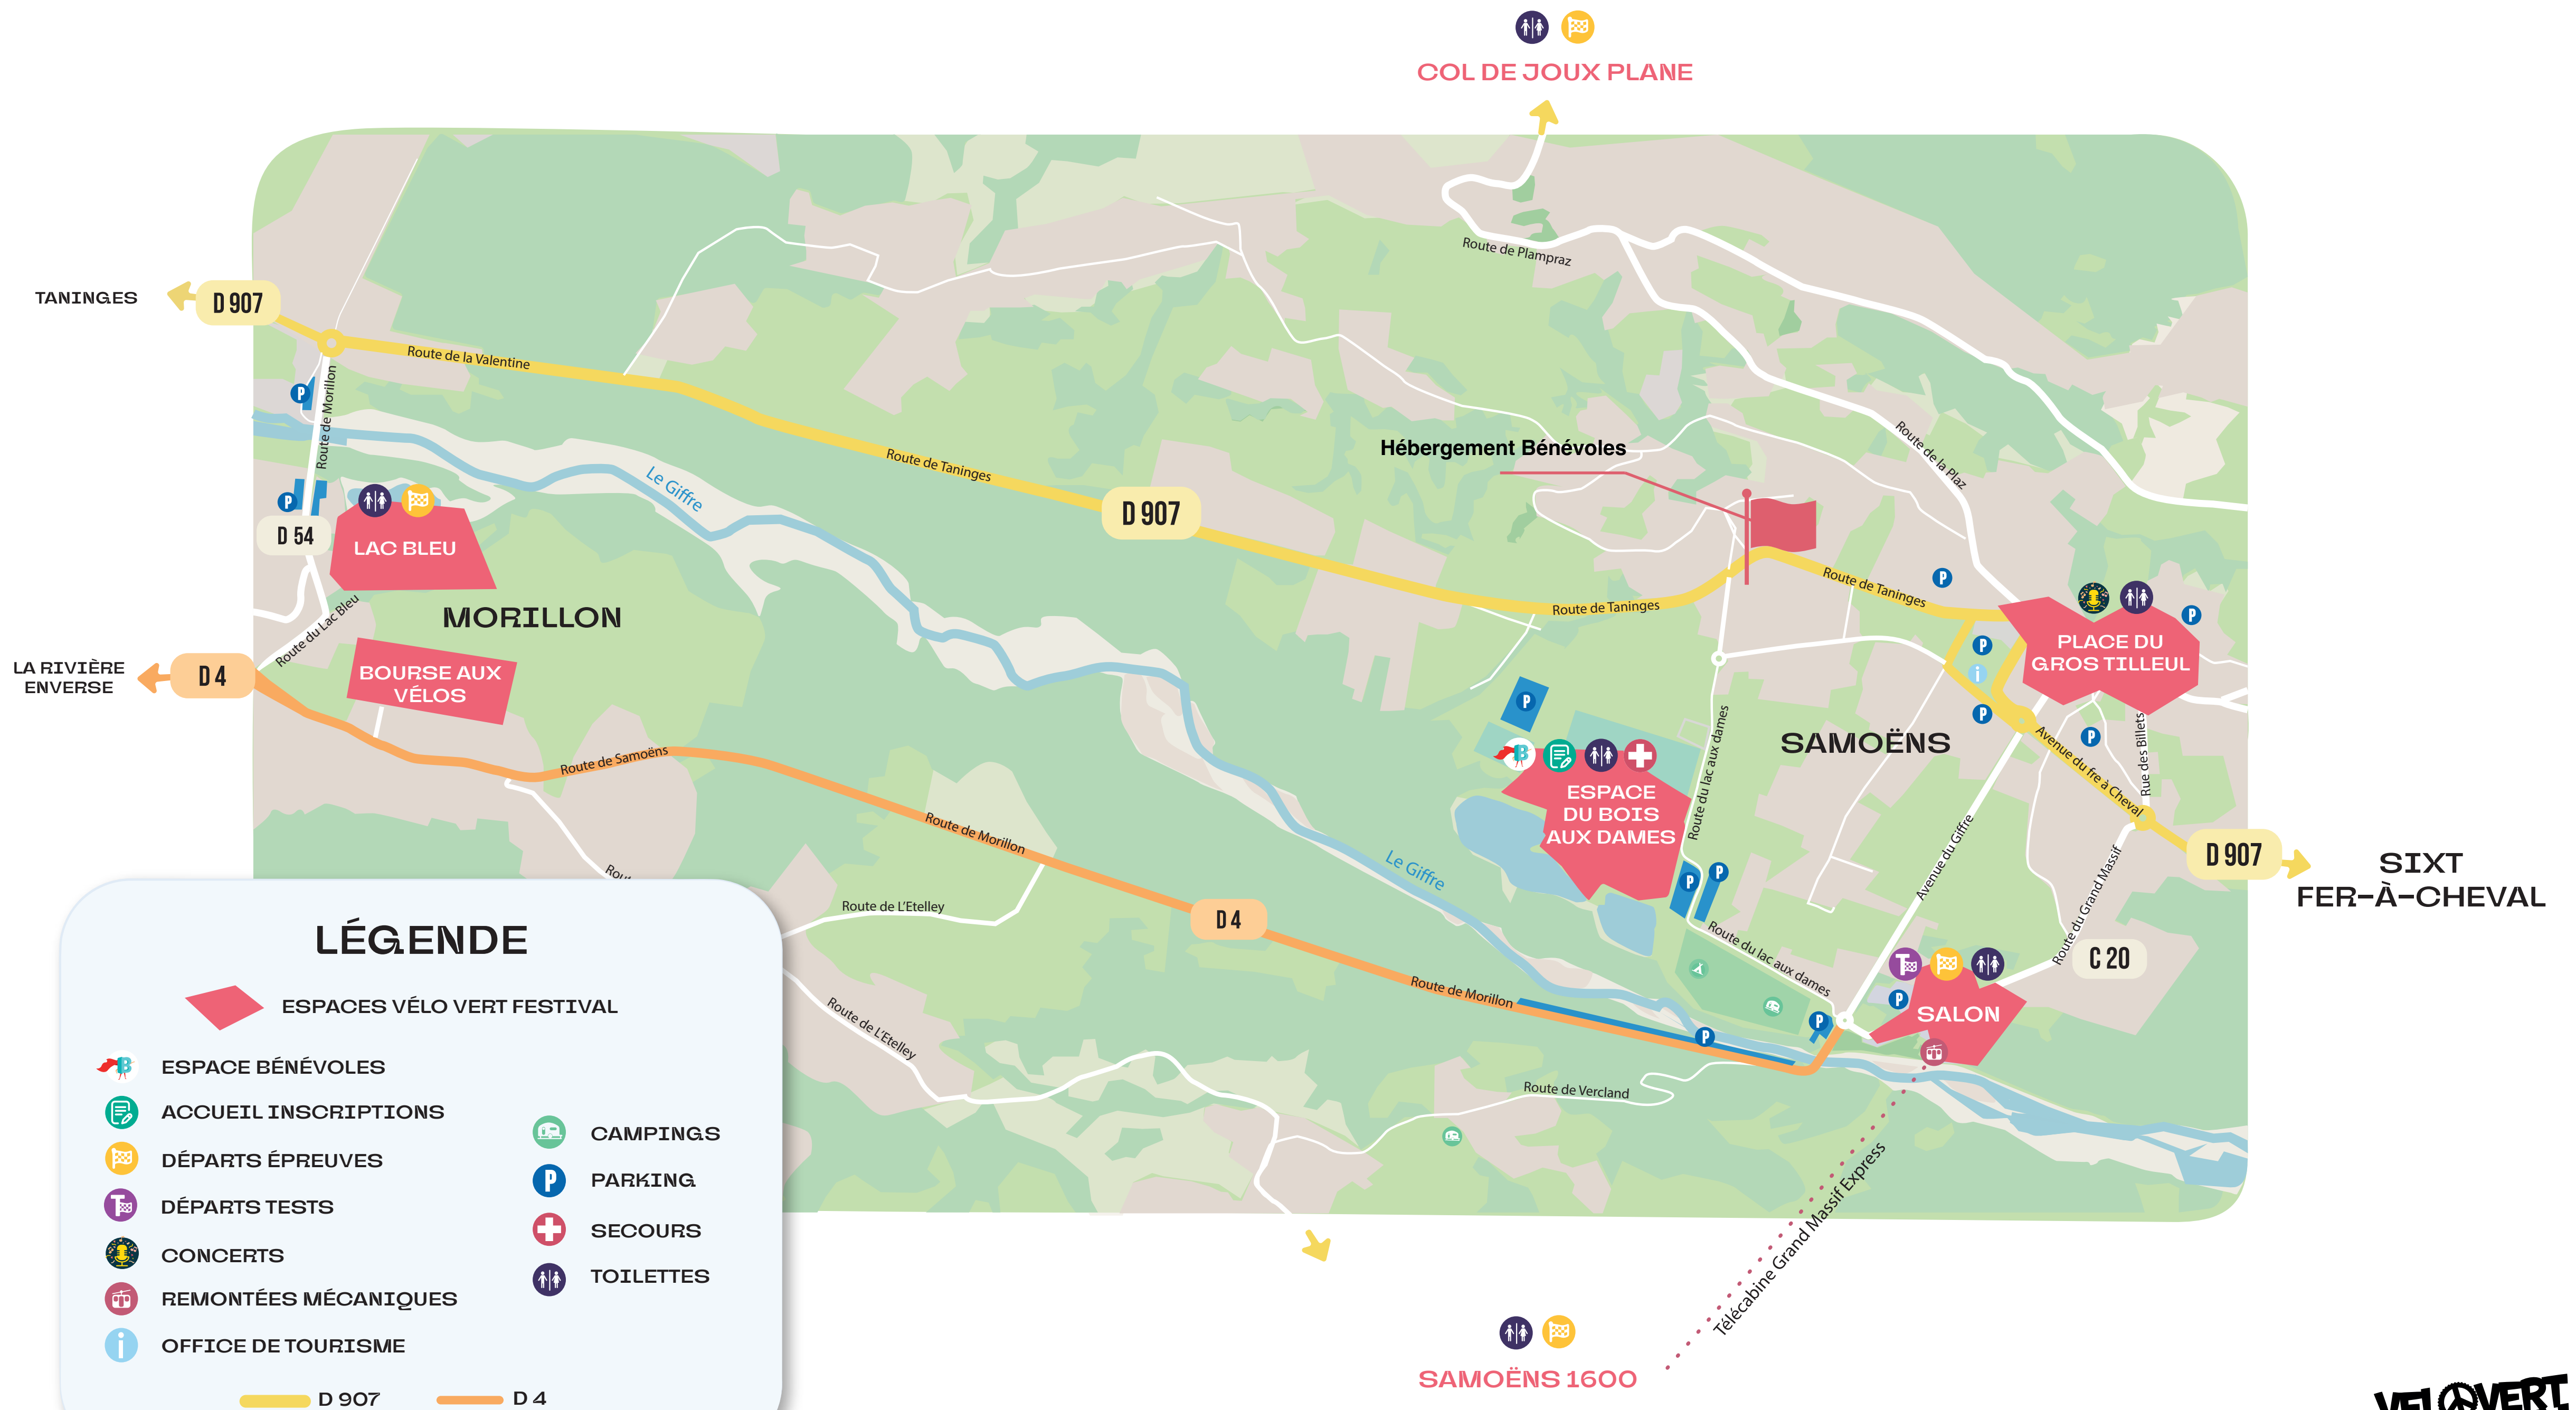 COL DE JOUX PLANE
Route de Plampraz
TANINGES
D 907
Route de la Valentine
Route de Morillon
Route de Taninges
Le Giffre
D 907
Hébergement Bénévoles
Route de la Plaz
P
P
D 54
LAC BLEU
MORILLON
Route du Lac Bleu
BOURSE AUX
VÉLOS
LA RIVIÈRE
ENVERSE
D 4
Route de Samoëns
Route de Taninges
Route de Taninges
P
P
P
i
P
P
PLACE DU
GROS TILLEUL
SAMOËNS
P
B
ESPACE
DU BOIS
AUX DAMES
Route du lac aux dames
Avenue du fre à Cheval
Rue des Billets
D 907
SIXT
FER-À-CHEVAL
Avenue du Giffre
Route du Grand Massif
C 20
P
P
Route du lac aux dames
Le Giffre
Route de Morillon
D 4
Route de Morillon
Route de L'Etelley
Route de L'Etelley
Rout
T
P
SALON
P
P
Route de Vercland
Télécabine Grand Massif Express
SAMOËNS 1600
LÉGENDE
ESPACES VÉLO VERT FESTIVAL
B
ESPACE BÉNÉVOLES
ACCUEIL INSCRIPTIONS
DÉPARTS ÉPREUVES
T
DÉPARTS TESTS
CONCERTS
REMONTÉES MÉCANIQUES
i
OFFICE DE TOURISME
CAMPINGS
P
PARKING
SECOURS
TOILETTES
D 907
D 4
VELOVERT